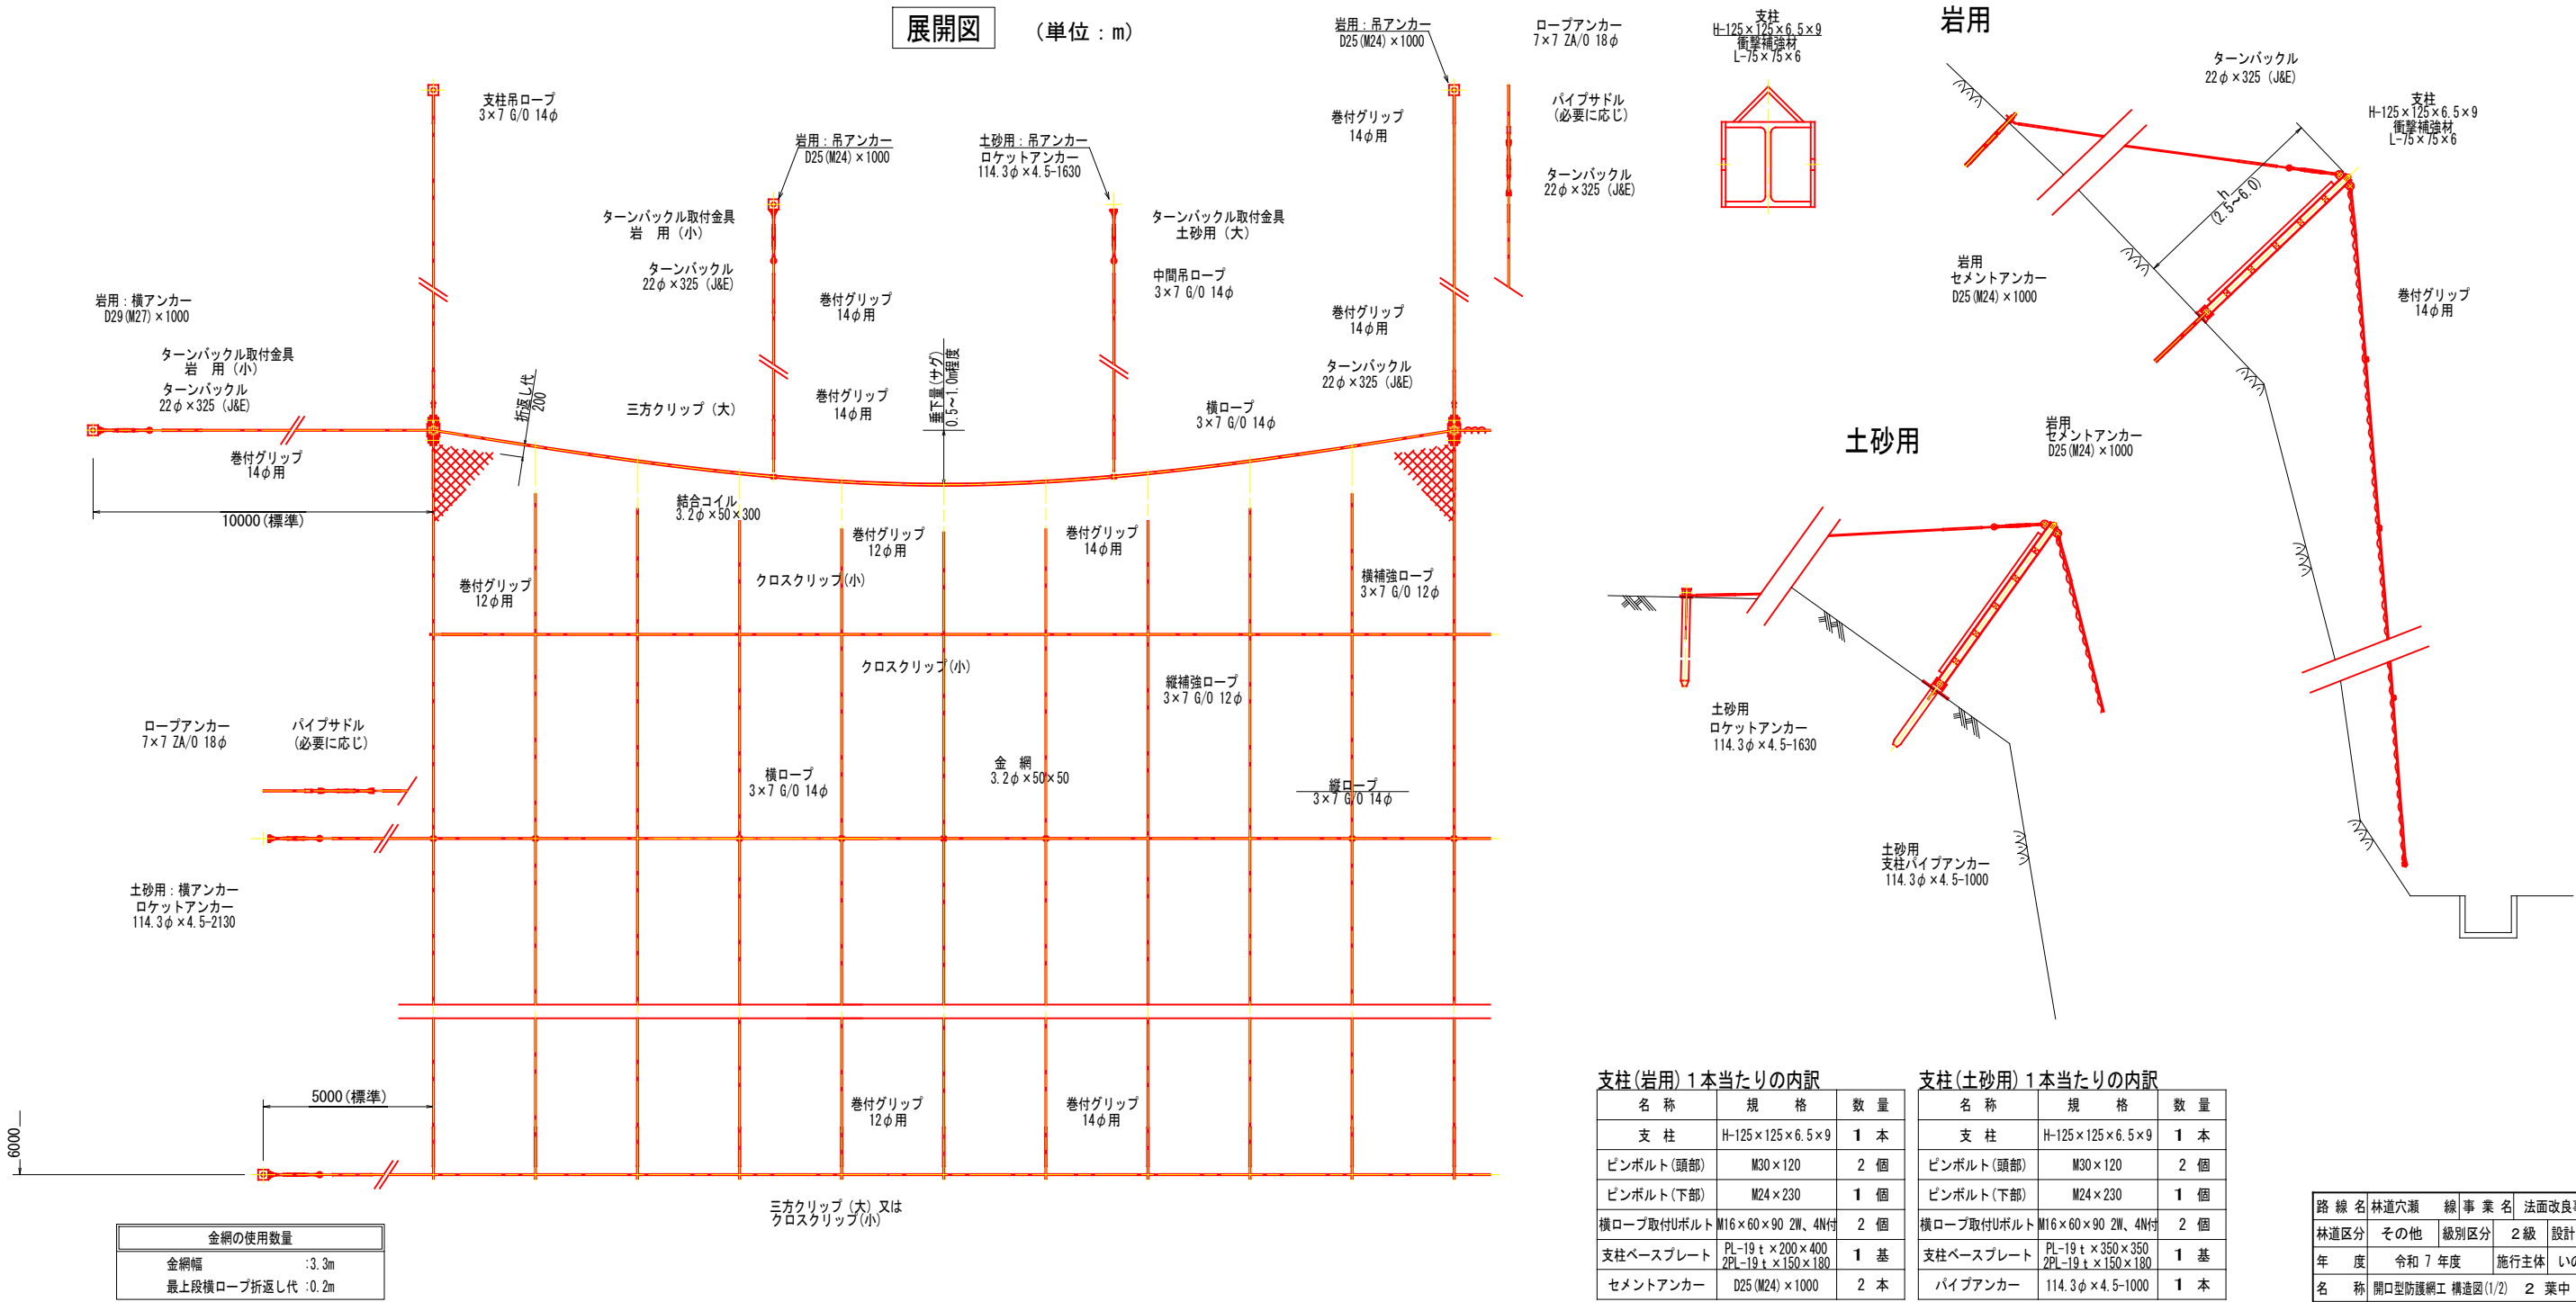 展開図
(単位：m)
岩用：吊アンカー
D25(M24)×1000
ロープアンカー
7×7 ZA/O 18φ
支柱
H-125×125×6.5×9
衝撃補強材
L-75×75×6
岩用
支柱吊ロープ
3×7 G/O 14φ
岩用：吊アンカー
D25(M24)×1000
土砂用：吊アンカー
ロケットアンカー
114.3φ×4.5-1630
巻付グリップ
14φ用
パイプサドル
(必要に応じ)
ターンバックル
22φ×325 (J&E)
ターンバックル
22φ×325 (J&E)
支柱
H-125×125×6.5×9
衝撃補強材
L-75×75×6
h
(2.5~6.0)
ターンバックル取付金具
岩　用（小）
ターンバックル取付金具
土砂用（大）
ターンバックル
22φ×325 (J&E)
中間吊ロープ
3×7 G/O 14φ
巻付グリップ
14φ用
巻付グリップ
14φ用
岩用
セメントアンカー
D25(M24)×1000
巻付グリップ
14φ用
岩用：横アンカー
D29(M27)×1000
ターンバックル取付金具
岩　用（小）
ターンバックル
22φ×325 (J&E)
巻付グリップ
14φ用
折返し代
200
三方クリップ（大）
巻付グリップ
14φ用
垂下量(サグ)
0.5~1.0m程度
横ロープ
3×7 G/O 14φ
ターンバックル
22φ×325 (J&E)
10000(標準)
土砂用
岩用
セメントアンカー
D25(M24)×1000
結合コイル
3.2φ×50×300
巻付グリップ
12φ用
巻付グリップ
14φ用
巻付グリップ
12φ用
クロスクリップ(小)
横補強ロープ
3×7 G/O 12φ
クロスクリップ(小)
縦補強ロープ
3×7 G/O 12φ
ロープアンカー
7×7 ZA/O 18φ
パイプサドル
(必要に応じ)
横ロープ
3×7 G/O 14φ
金　網
3.2φ×50×50
縦ロープ
3×7 G/O 14φ
土砂用
ロケットアンカー
114.3φ×4.5-1630
土砂用
支柱パイプアンカー
114.3φ×4.5-1000
土砂用：横アンカー
ロケットアンカー
114.3φ×4.5-2130
5000(標準)
6000
巻付グリップ
12φ用
巻付グリップ
14φ用
三方クリップ（大）又は
クロスクリップ(小)
金網の使用数量
金網幅　:3.3m
最上段横ロープ折返し代 :0.2m
支柱(岩用)１本当たりの内訳
名 称　規　格　数 量
支 柱　H-125×125×6.5×9　1 本
ピンボルト(頭部)　M30×120　2 個
ピンボルト(下部)　M24×230　1 個
横ロープ取付Uボルト　M16×60×90 2W、4N付　2 個
支柱ベースプレート　PL-19ｔ×200×400　1 基
2PL-19ｔ×150×180
セメントアンカー　D25(M24)×1000　2 本
支柱(土砂用)１本当たりの内訳
名 称　規　格　数 量
支 柱　H-125×125×6.5×9　1 本
ピンボルト(頭部)　M30×120　2 個
ピンボルト(下部)　M24×230　1 個
横ロープ取付Uボルト　M16×60×90 2W、4N付　2 個
支柱ベースプレート　PL-19ｔ×350×350　1 基
2PL-19ｔ×150×180
パイプアンカー　114.3φ×4.5-1000　1 本
路 線 名　林道穴瀬　線　事 業 名　法面改良
林道区分　その他　級別区分　２級　設計
年　度　令和 7 年度　施行主体　いの
名　称　開口型防護網工 構造図(1/2)　２ 葉中